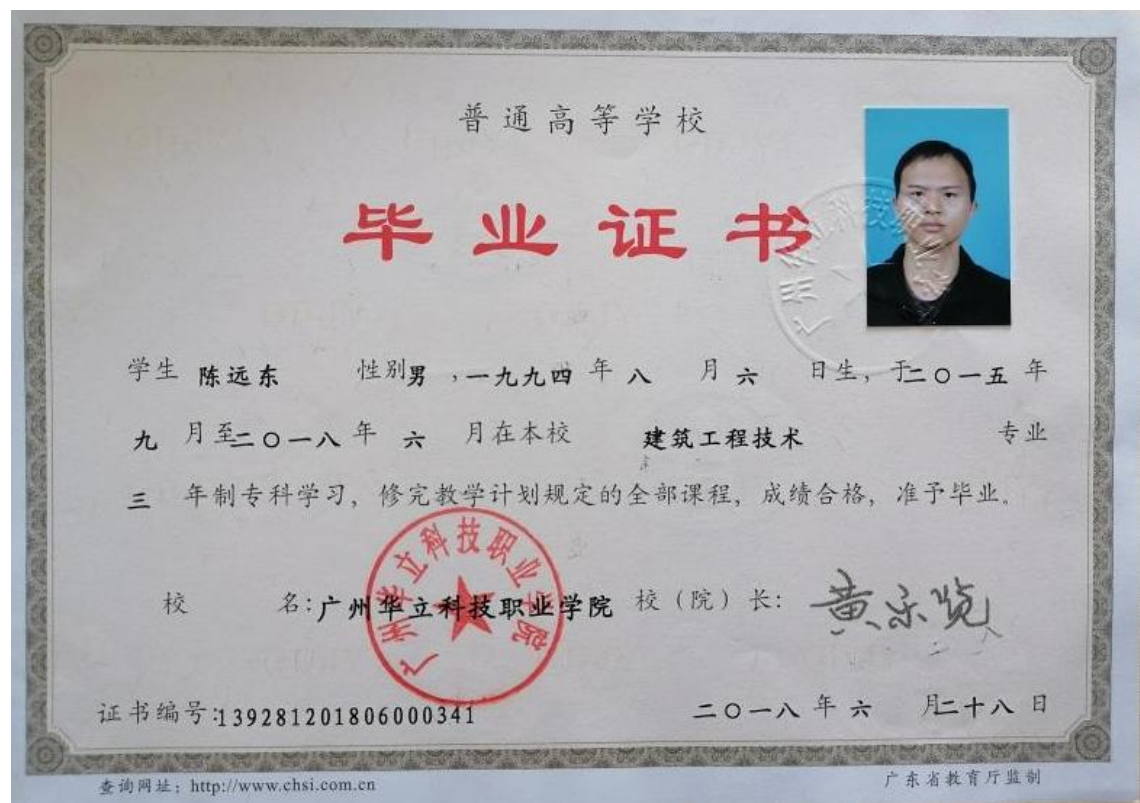 普通高等学校
毕业证书
学生 陈远东 性别男,一九九四年八月六日生,于二〇一五年
九月至二〇一八年六月在本校 建筑工程技术 专业
三年制专科学习,修完教学计划规定的全部课程,成绩合格,准予毕业。
校名:广州华立科技职业学院 校(院)长:黄乐览
广州华立科技职业学院
证书编号:139281201806000341 二〇一八年六月二十八日
查询网址:http://www.chsi.com.cn 广东省教育厅监制